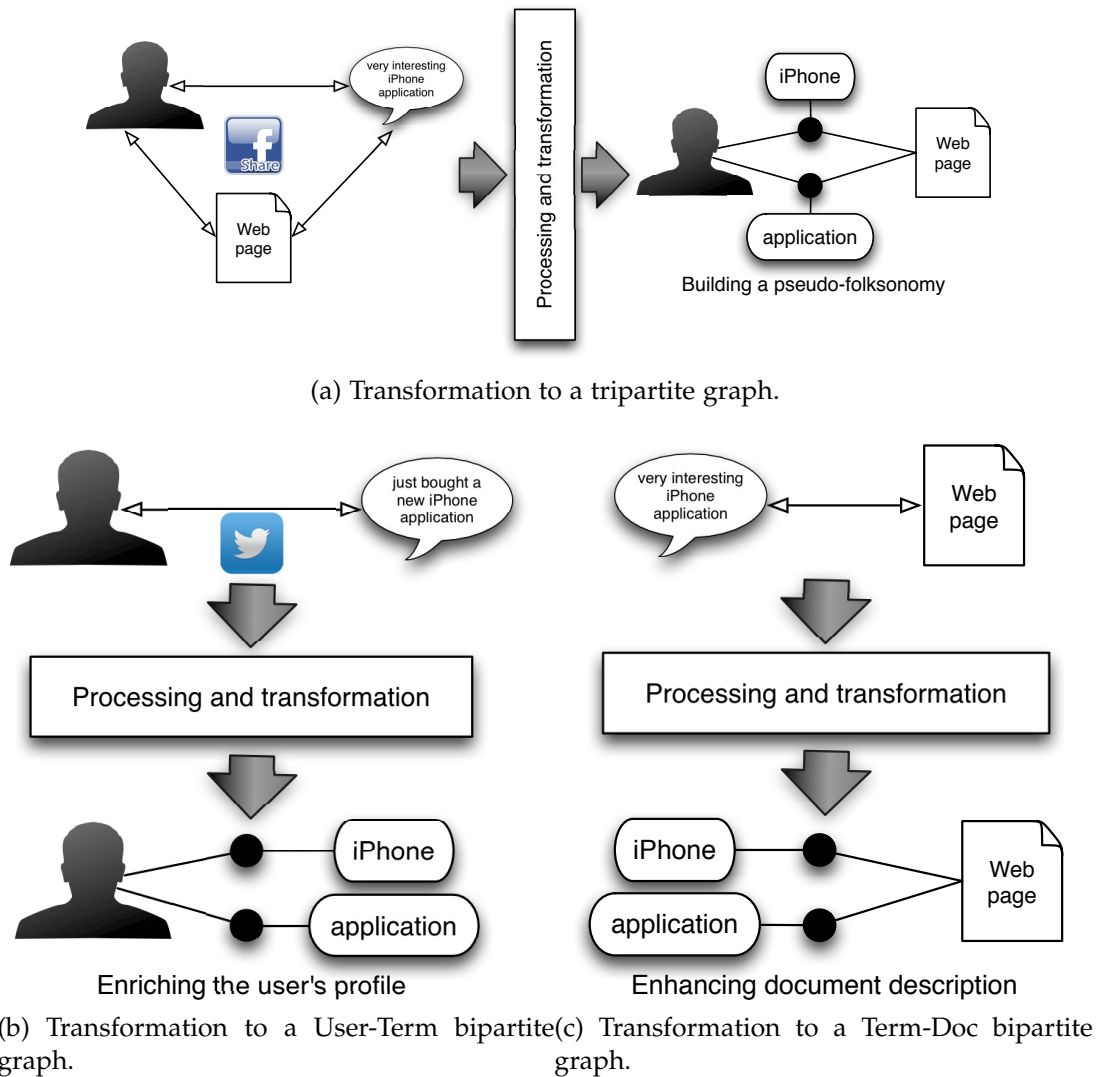 very interesting
iPhone
application
Share
Web
page
Processing and transformation
iPhone
Web
page
application
Building a pseudo-folksonomy
(a) Transformation to a tripartite graph.
just bought a
new iPhone
application
very interesting
iPhone
application
Web
page
Processing and transformation
Processing and transformation
iPhone
application
iPhone
application
Web
page
Enriching the user's profile
Enhancing document description
(b) Transformation to a User-Term bipartite
graph.
(c) Transformation to a Term-Doc bipartite
graph.